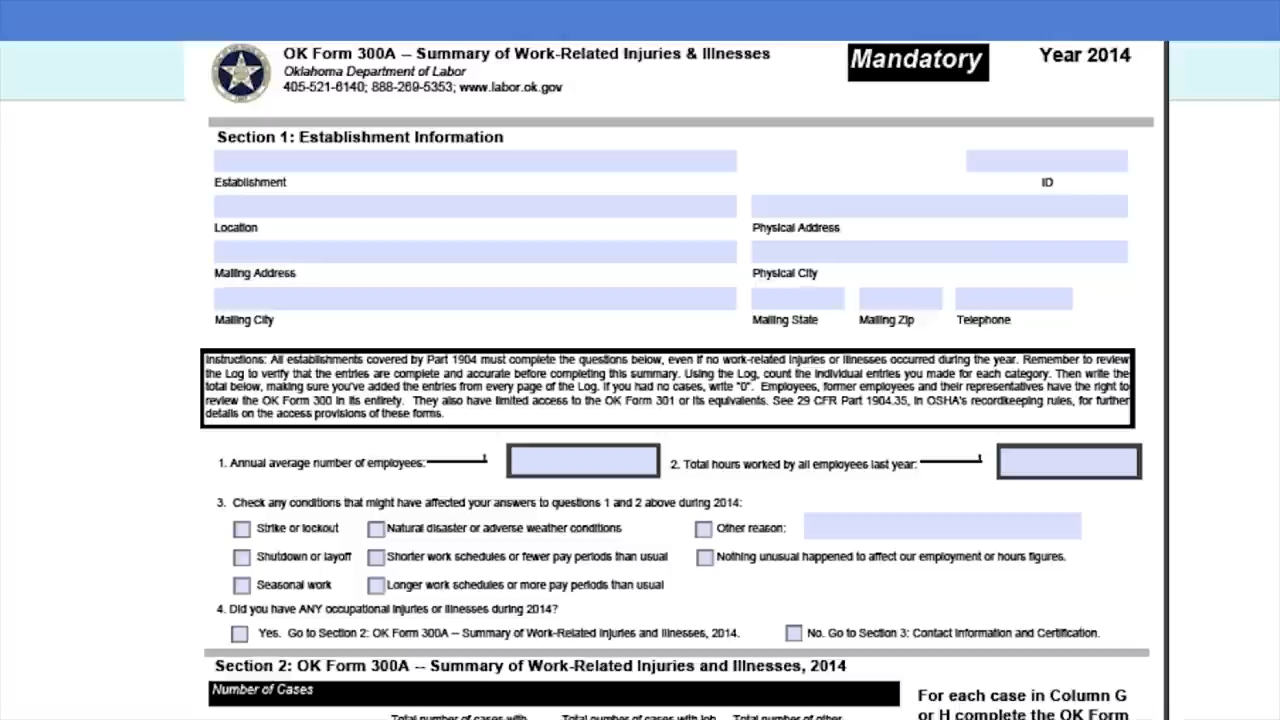 OK Form 300A -- Summary of Work-Related Injuries & Illnesses
Mandatory
Year 2014
Oklahoma Department of Labor
405-521-6140; 888-269-5353; www.labor.ok.gov
Section 1: Establishment Information
Establishment
ID
Location
Physical Address
Mailing Address
Physical City
Mailing City
Mailing State
Mailing Zip
Telephone
Instructions: All establishments covered by Part 1904 must complete the questions below, even if no work-related injuries or illnesses occurred during the year. Remember to review
the Log to verify that the entries are complete and accurate before completing this summary. Using the Log, count the individual entries you made for each category. Then write the
total below, making sure you've added the entries from every page of the Log. If you had no cases, write "0". Employees, former employees and their representatives have the right to
review the OK Form 300 in its entirety. They also have limited access to the OK Form 301 or its equivalents. See 29 CFR Part 1904.35, in OSHA's recordkeeping rules, for further
details on the access provisions of these forms.
1. Annual average number of employees:
2. Total hours worked by all employees last year:
3. Check any conditions that might have affected your answers to questions 1 and 2 above during 2014:
Strike or lockout
Natural disaster or adverse weather conditions
Other reason:
Shutdown or layoff
Shorter work schedules or fewer pay periods than usual
Nothing unusual happened to affect our employment or hours figures.
Seasonal work
Longer work schedules or more pay periods than usual
4. Did you have ANY occupational injuries or illnesses during 2014?
Yes. Go to Section 2: OK Form 300A -- Summary of Work-Related Injuries and Illnesses, 2014.
No. Go to Section 3: Contact Information and Certification.
Section 2: OK Form 300A -- Summary of Work-Related Injuries and Illnesses, 2014
Number of Cases
For each case in Column G
or H complete the OK Form
Total number of cases with
Total number of cases with job
Total number of other